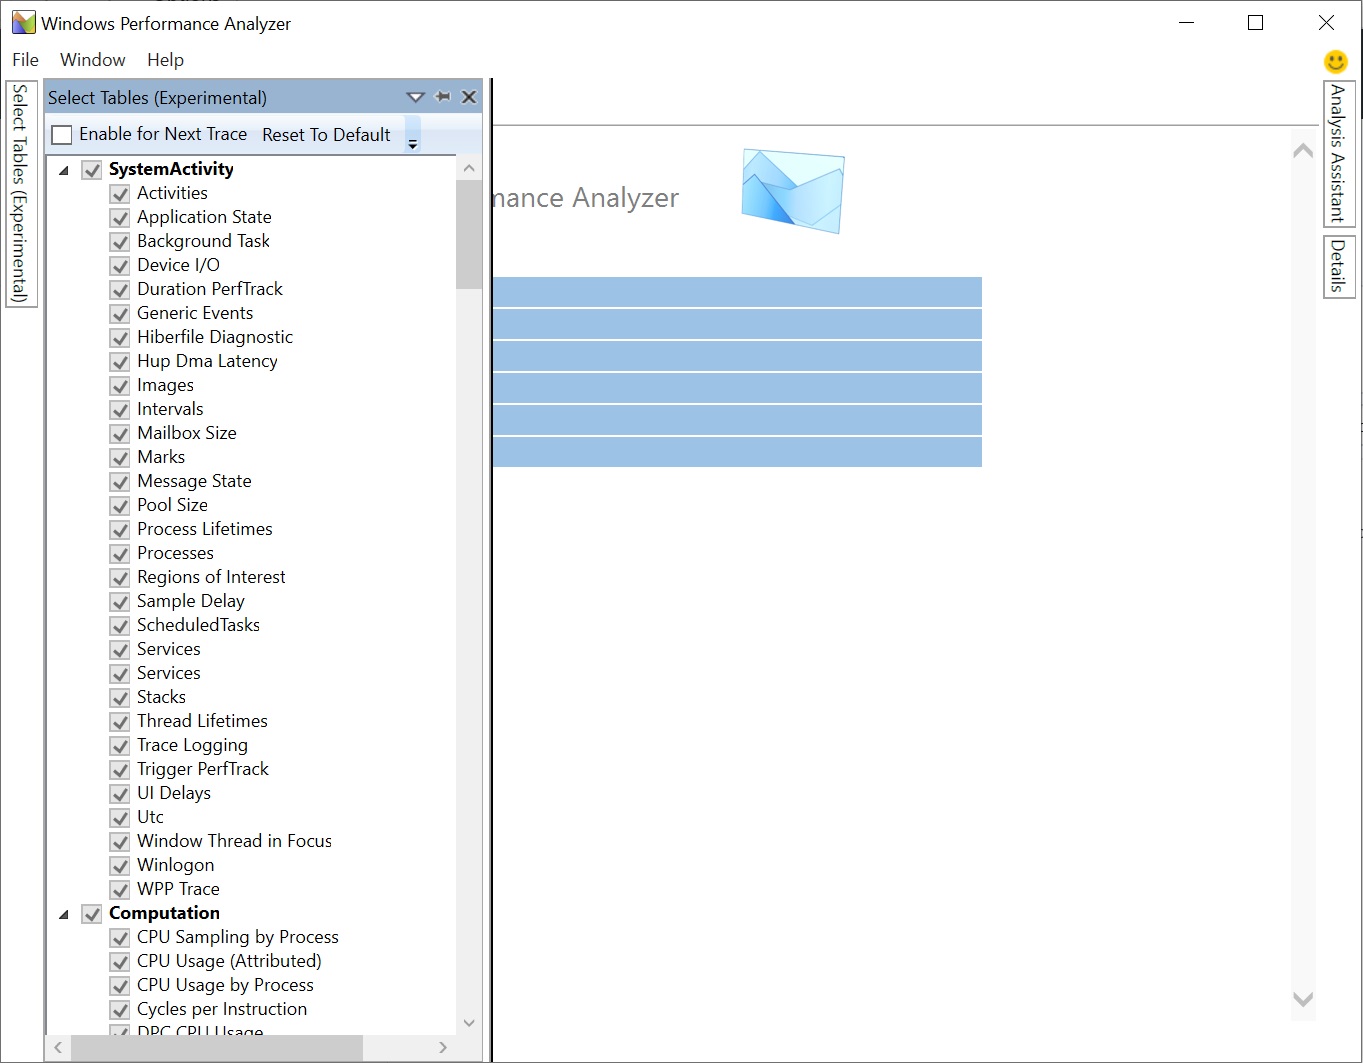 Windows Performance Analyzer
File Window Help
Select Tables (Experimental)
Select Tables (Experimental)
Enable for Next Trace Reset To Default
SystemActivity
Activities
Application State
Background Task
Device I/O
Duration PerfTrack
Generic Events
Hiberfile Diagnostic
Hup Dma Latency
Images
Intervals
Mailbox Size
Marks
Message State
Pool Size
Process Lifetimes
Processes
Regions of Interest
Sample Delay
ScheduledTasks
Services
Services
Stacks
Thread Lifetimes
Trace Logging
Trigger PerfTrack
UI Delays
Utc
Window Thread in Focus
Winlogon
WPP Trace
Computation
CPU Sampling by Process
CPU Usage (Attributed)
CPU Usage by Process
Cycles per Instruction
DPC CPU Usage
mance Analyzer
Analysis Assistant
Details